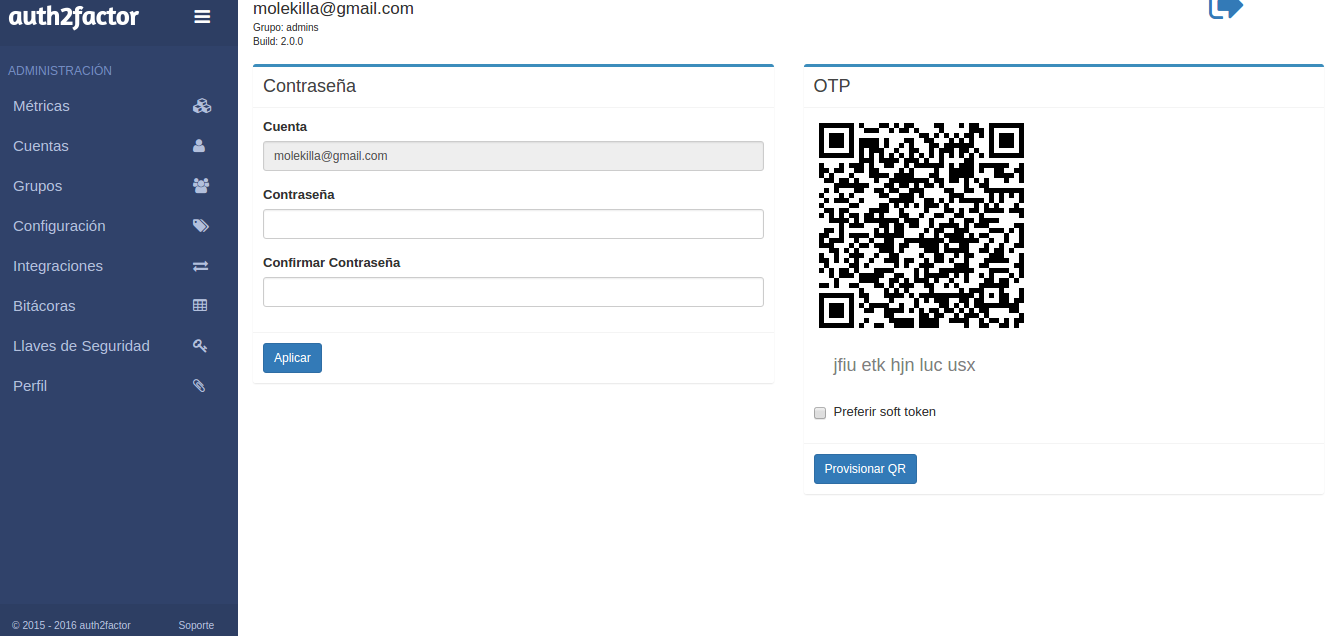 auth2factor
ADMINISTRACIÓN
Métricas
Cuentas
Grupos
Configuración
Integraciones
Bitácoras
Llaves de Seguridad
Perfil
© 2015 - 2016 auth2factor
Soporte
molekilla@gmail.com
Grupo: admins
Build: 2.0.0
Contraseña
Cuenta
molekilla@gmail.com
Contraseña
Confirmar Contraseña
Aplicar
OTP
jfiu etk hjn luc usx
Preferir soft token
Provisionar QR